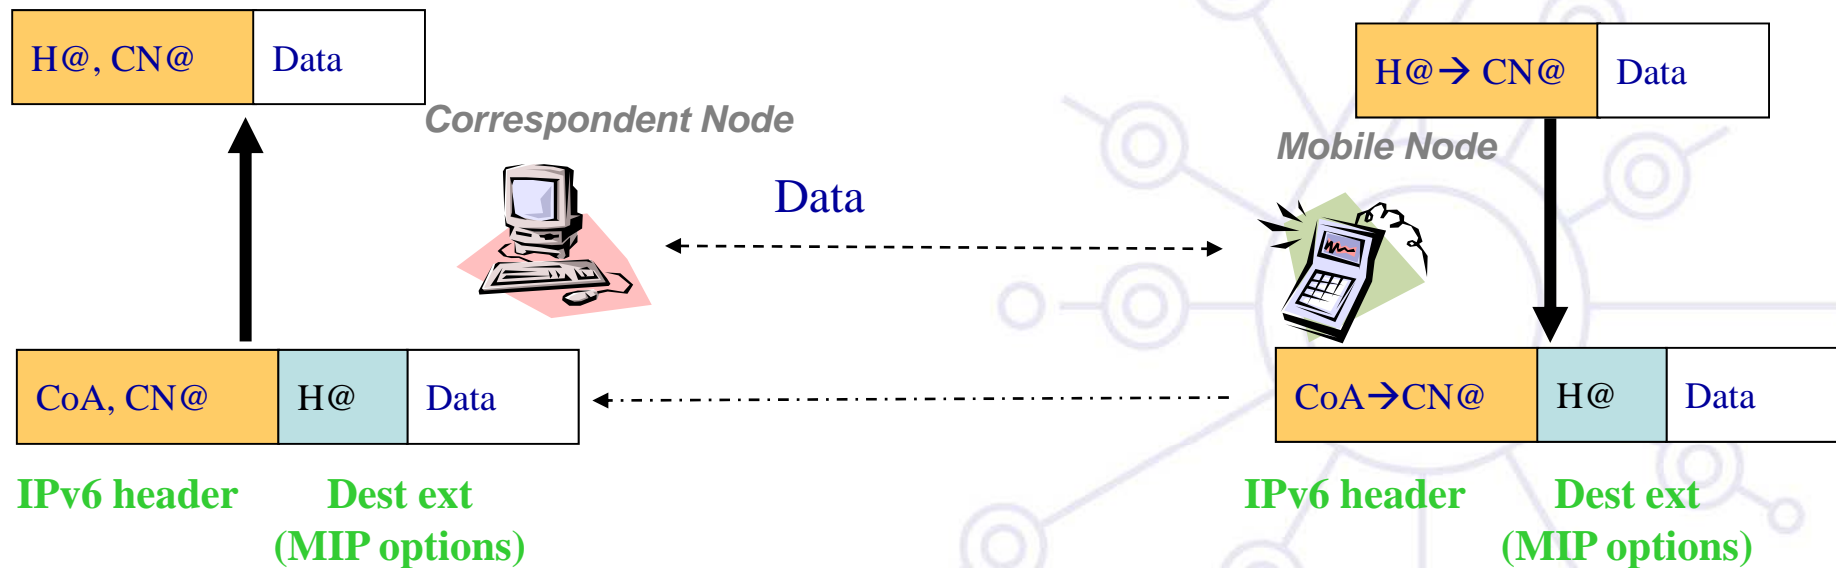 H@, CN@ Data
H@→ CN@ Data
Correspondent Node
Mobile Node
Data
CoA, CN@ H@ Data
CoA→CN@ H@ Data
IPv6 header Dest ext
(MIP options)
IPv6 header Dest ext
(MIP options)